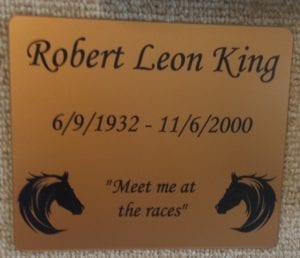 Robert Leon King
6/9/1932 - 11/6/2000
"Meet me at
the races"